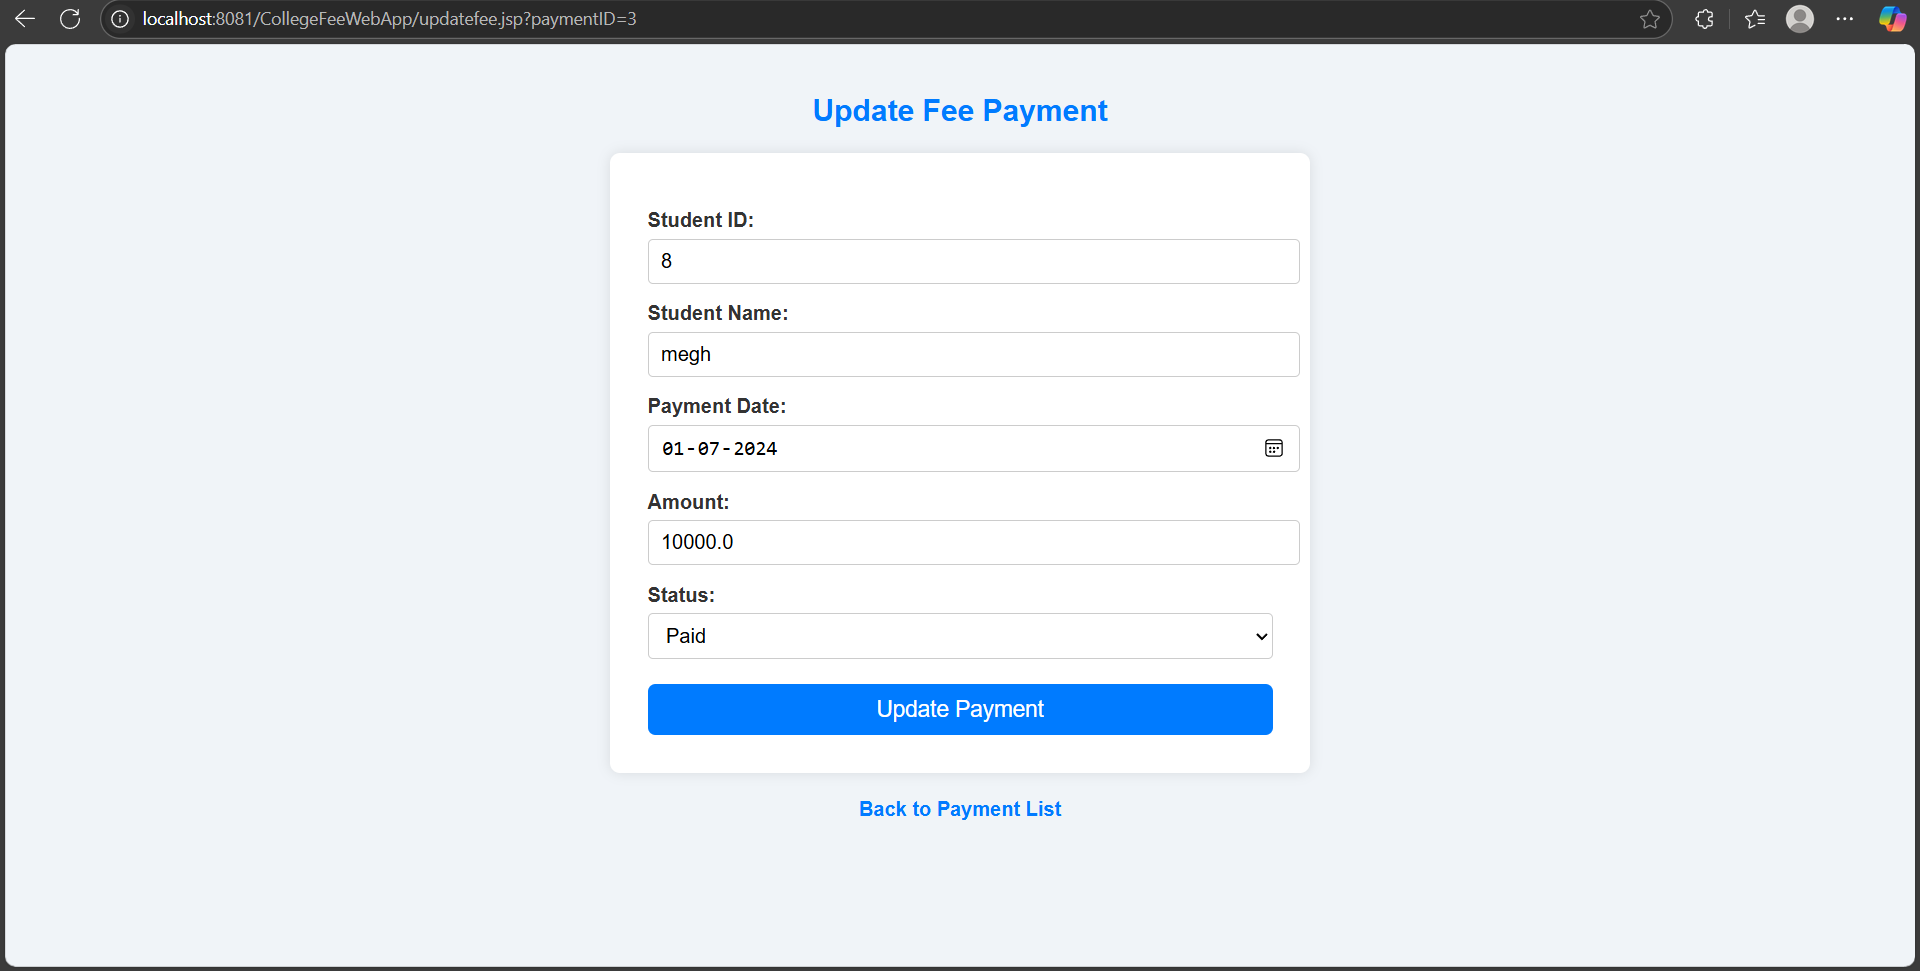 localhost:8081/CollegeFeeWebApp/updatefee.jsp?paymentID=3
Update Fee Payment
Student ID:
8
Student Name:
megh
Payment Date:
01-07-2024
Amount:
10000.0
Status:
Paid
Update Payment
Back to Payment List